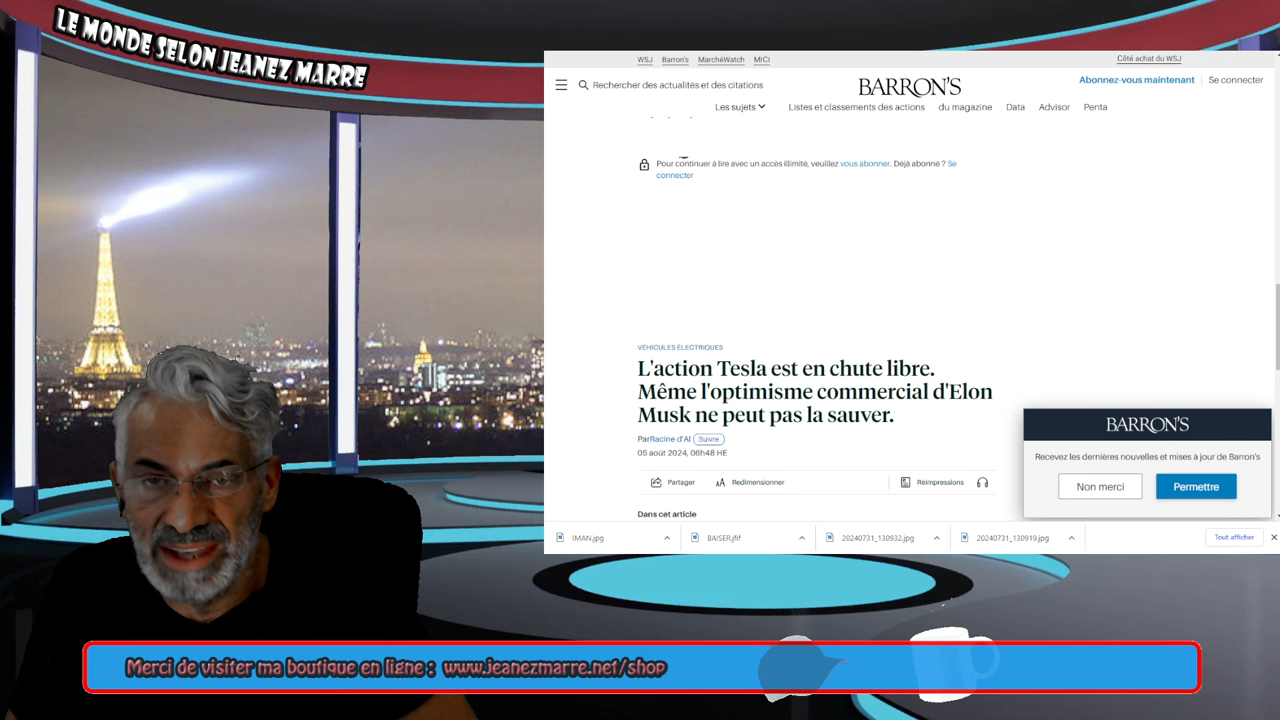 LE MONDE SELON JEANEZ MARRE
WSJ Barron's MarchéWatch MICI
Côté achat du WSJ
Rechercher des actualités et des citations
BARRON'S
Abonnez-vous maintenant Se connecter
Les sujets Listes et classements des actions du magazine Data Advisor Penta
Pour continuer à lire avec un accès illimité, veuillez vous abonner. Déjà abonné ? Se
connecter
VÉHICULES ÉLECTRIQUES
L'action Tesla est en chute libre.
Même l'optimisme commercial d'Elon
Musk ne peut pas la sauver.
ParRacine d'Al Suivre
05 août 2024, 06h48 HE
Partager Redimensionner Réimpressions
Dans cet article
BARRON'S
Recevez les dernières nouvelles et mises à jour de Barron's
Non merci Permettre
IMAN.jpg BAISER.jfif 20240731_130932.jpg 20240731_130919.jpg Tout afficher
Merci de visiter ma boutique en ligne : www.jeanezmarre.net/shop